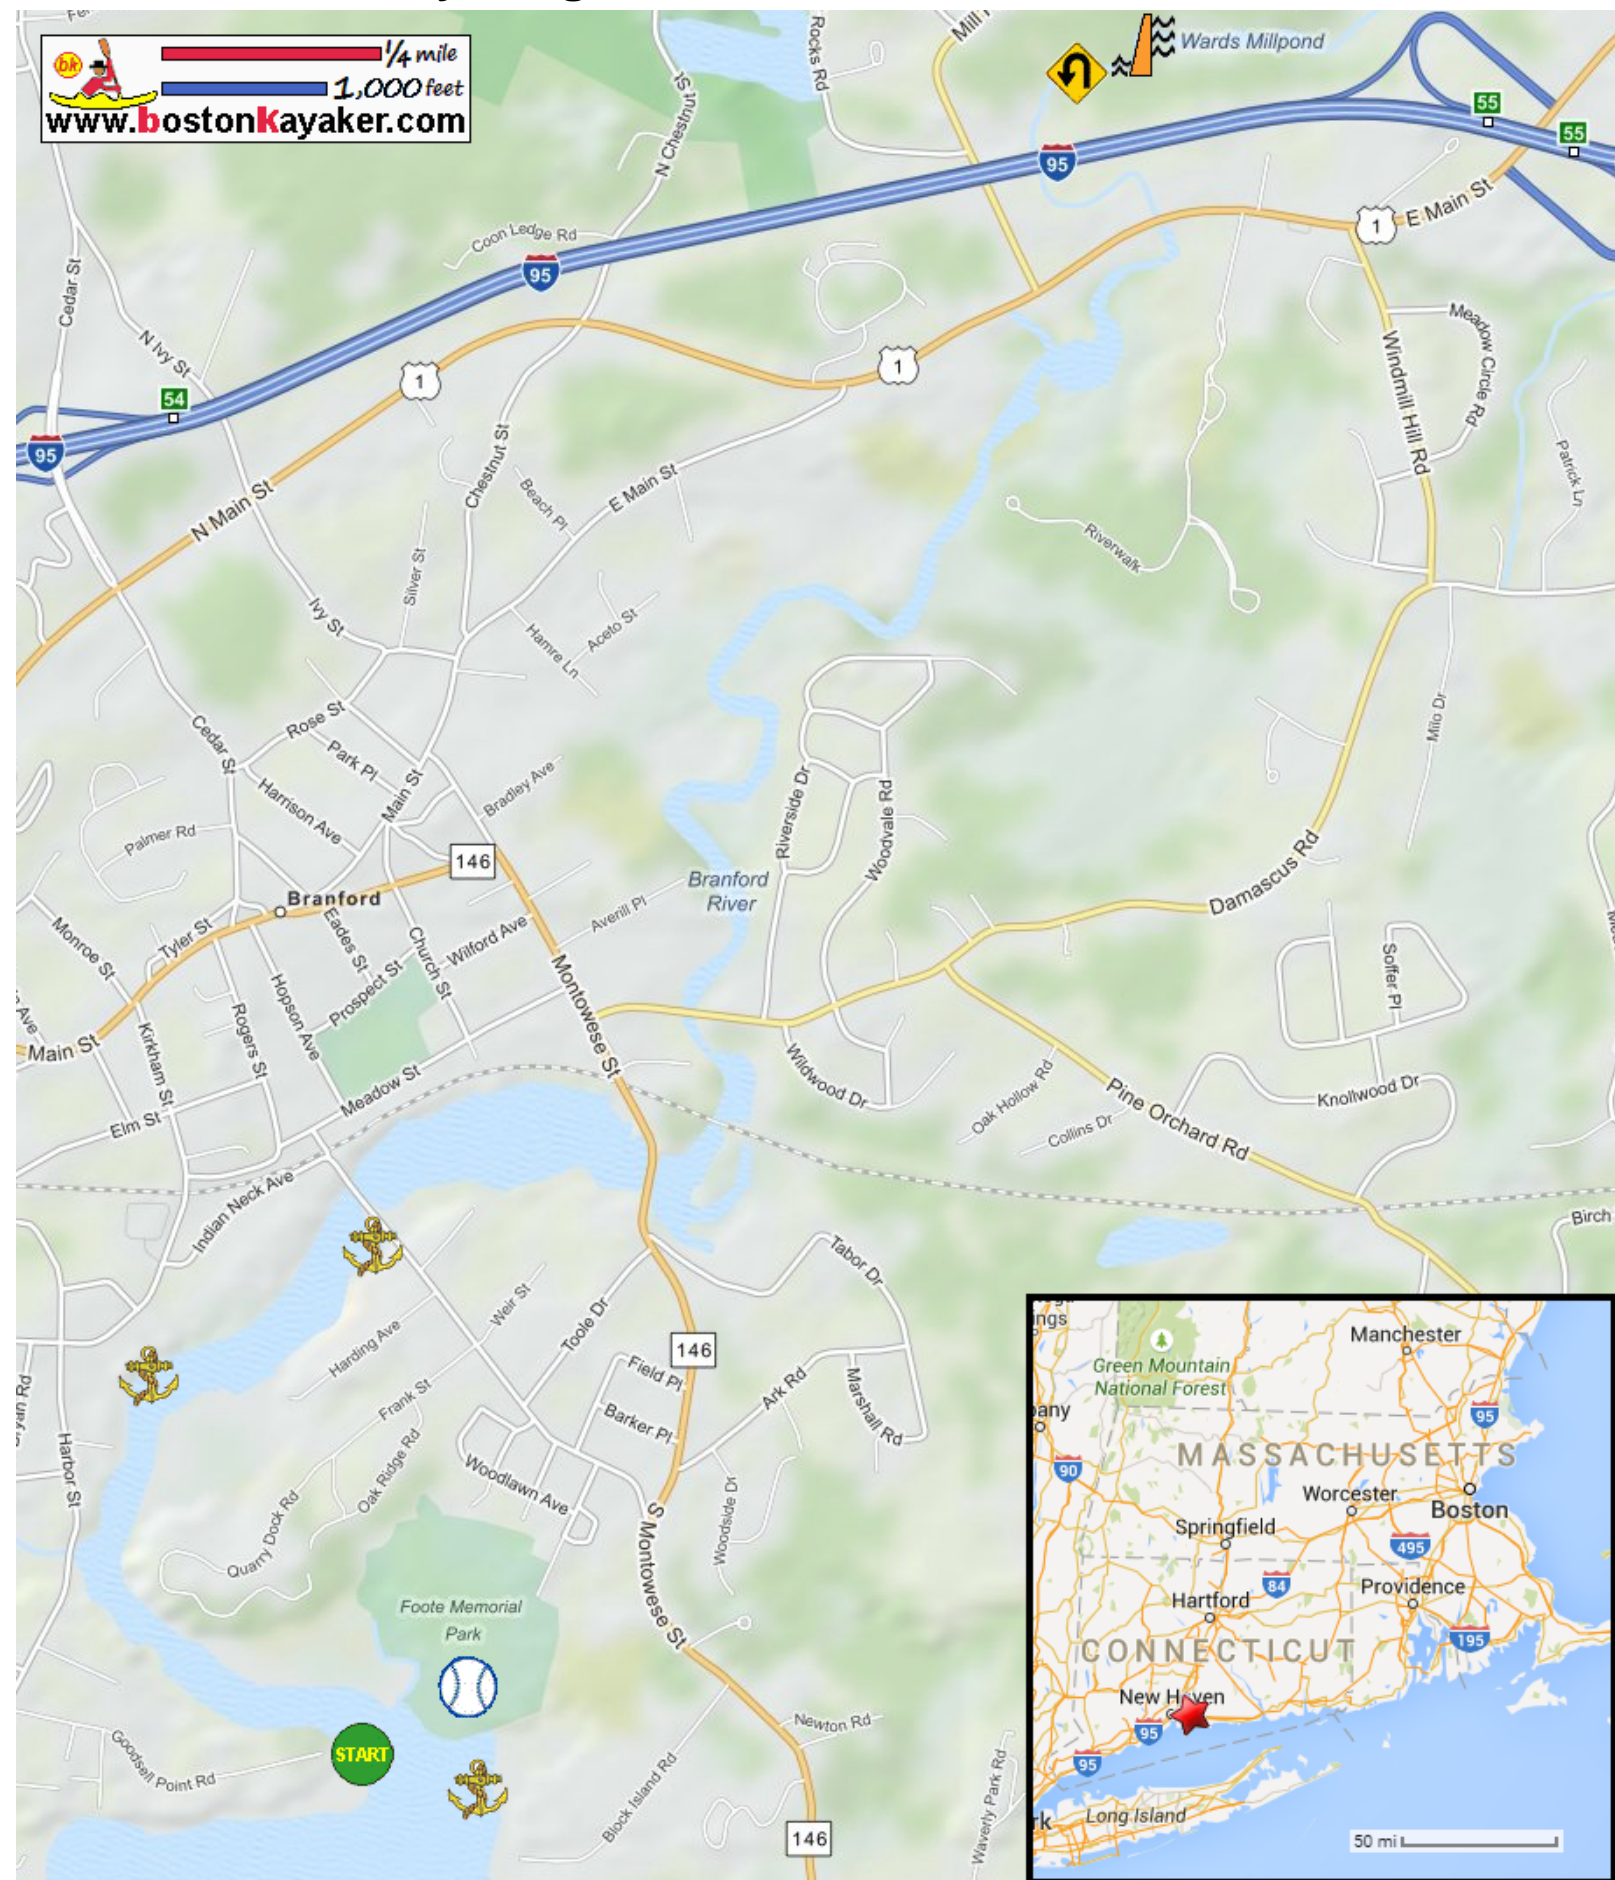 bk
1/4 mile
1,000 feet
www.bostonKayaker.com
Rocks Rd
N Chestnut St
Wards Millpond
55
55
95
Coon Ledge Rd
95
1
E Main St
Cedar St
N Ivy St
54
95
1
1
Meadow Circle Rd
Windmill Hill Rd
Patrick Ln
N Main St
Chestnut St
Beach Pl
E Main St
Riverwalk
Silver St
Ivy St
Hamre Ln
Aceto St
Milo Dr
Cedar St
Rose St
Park Pl
Main St
Harrison Ave
Bradley Ave
Palmer Rd
Riverside Dr
Woodvale Rd
146
Branford
Branford
River
Damascus Rd
Monroe St
Tyler St
Eades St
Church St
Wilford Ave
Averill Pl
Prospect St
Hopson Ave
Rogers St
Montowese St
Soffer Pl
Main St
Kirkham St
Meadow St
Elm St
Wildwood Dr
Oak Hollow Rd
Collins Dr
Pine Orchard Rd
Knollwood Dr
Indian Neck Ave
Birch
Tabor Dr
Weir St
Harding Ave
Toole Dr
146
Field Pl
Ark Rd
Marshall Rd
Frank St
Barker Pl
Bryan Rd
Harbor St
Oak Ridge Rd
Woodlawn Ave
Quarry Dock Rd
Woodside Dr
S Montowese St
Foote Memorial
Park
START
Goodsell Point Rd
Newton Rd
Block Island Rd
Waverly Park Rd
146
ings
Manchester
Green Mountain
National Forest
bany
95
90
MASSACHUSETTS
Worcester
Boston
Springfield
495
84
Hartford
Providence
CONNECTICUT
195
New Haven
95
95
Long Island
rk
50 mi